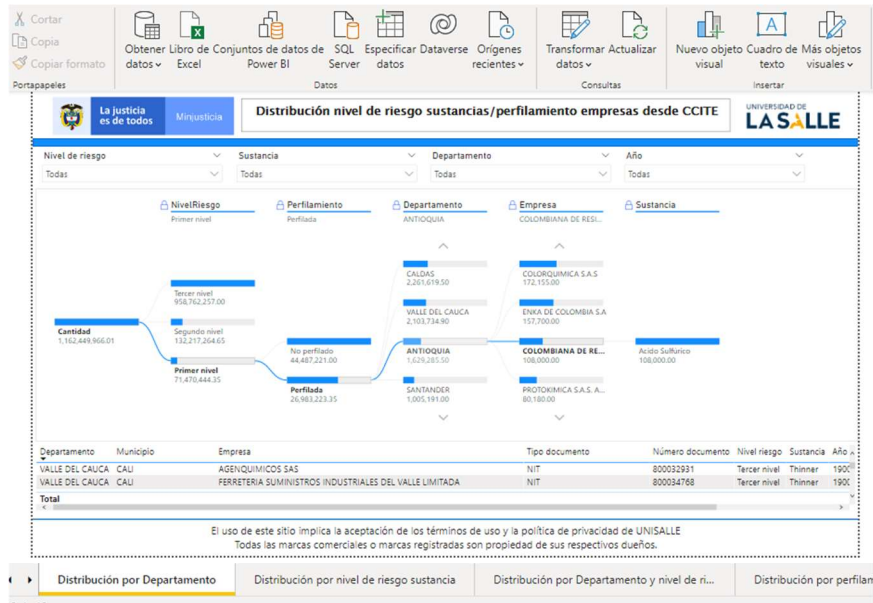 Cortar
Copia
Copiar formato
Portapapeles
Obtener datos
Libro de Excel
Conjuntos de datos de Power BI
SQL Server
Especificar datos
Dataverse
Orígenes recientes
Datos
Transformar datos
Actualizar
Consultas
Nuevo objeto visual
Cuadro de texto
Más objetos visuales
Insertar
La justicia
es de todos
Minjusticia
Distribución nivel de riesgo sustancias/perfilamiento empresas desde CCITE
UNIVERSIDAD DE
LA SALLE
Nivel de riesgo
Sustancia
Departamento
Año
Todas
Todas
Todas
Todas
NivelRiesgo
Perfilamiento
Departamento
Empresa
Sustancia
Primer nivel
Perfilada
ANTIOQUIA
COLOMBIANA DE RESI...
Cantidad
1,162,449,966.01
Tercer nivel
958,762,257.00
Segundo nivel
132,217,264.65
Primer nivel
71,470,444.35
No perfilado
44,487,221.00
Perfilada
26,983,223.35
CALDAS
2,261,619.50
VALLE DEL CAUCA
2,103,734.90
ANTIOQUIA
1,629,285.50
SANTANDER
1,005,191.00
COLORQUIMICA S.A.S
172,155.00
ENKA DE COLOMBIA S.A
157,700.00
COLOMBIANA DE RE...
108,000.00
PROTOKIMICA S.A.S. A...
80,180.00
Acido Sulfúrico
108,000.00
Departamento Municipio Empresa Tipo documento Número documento Nivel riesgo Sustancia Año
VALLE DEL CAUCA CALI AGENQUIMICOS SAS NIT 800032931 Tercer nivel Thinner 1900
VALLE DEL CAUCA CALI FERRETERIA SUMINISTROS INDUSTRIALES DEL VALLE LIMITADA NIT 800034768 Tercer nivel Thinner 1900
Total
El uso de este sitio implica la aceptación de los términos de uso y la política de privacidad de UNISALLE
Todas las marcas comerciales o marcas registradas son propiedad de sus respectivos dueños.
Distribución por Departamento
Distribución por nivel de riesgo sustancia
Distribución por Departamento y nivel de ri...
Distribución por perfilam